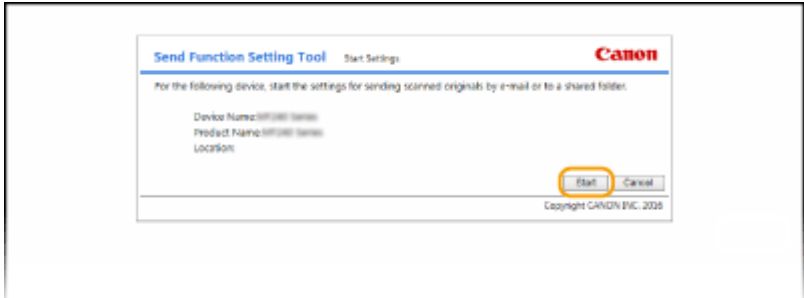 Send Function Setting Tool Start Settings Canon
For the following device, start the settings for sending scanned originals by e-mail or to a shared folder.
Device Name:
Product Name:
Location:
Start Cancel
Copyright CANON INC. 2016